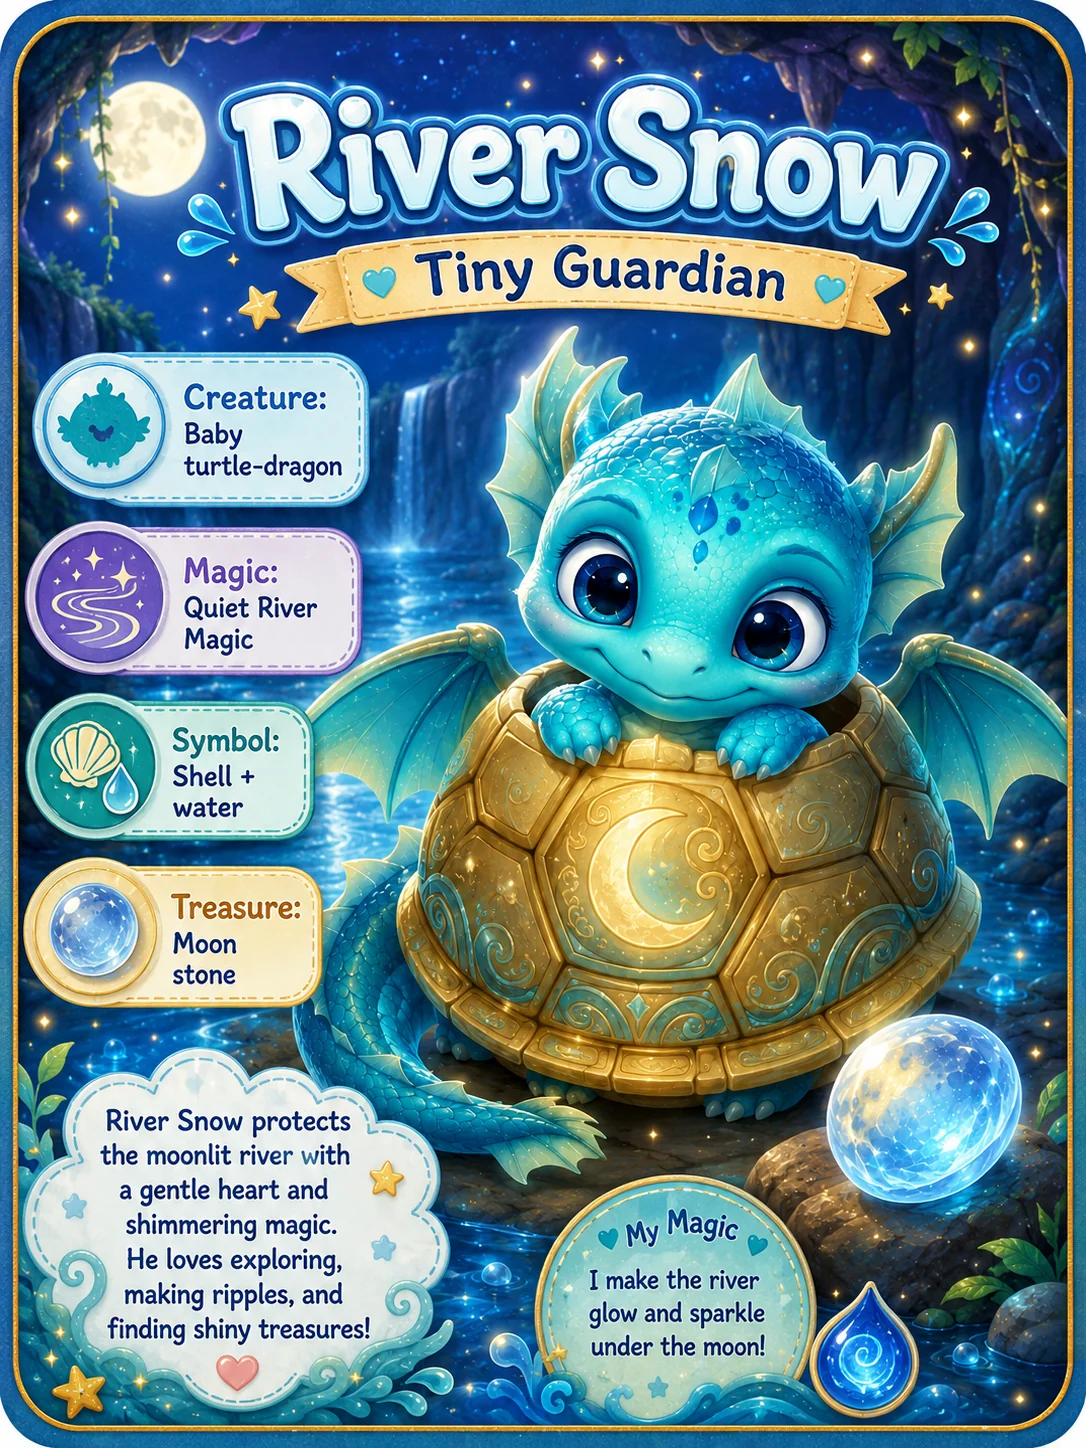 River Snow
Tiny Guardian
Creature:
Baby
turtle-dragon
Magic:
Quiet River
Magic
Symbol:
Shell +
water
Treasure:
Moon
stone
River Snow protects
the moonlit river with
a gentle heart and
shimmering magic.
He loves exploring,
making ripples, and
finding shiny treasures!
My Magic
I make the river
glow and sparkle
under the moon!